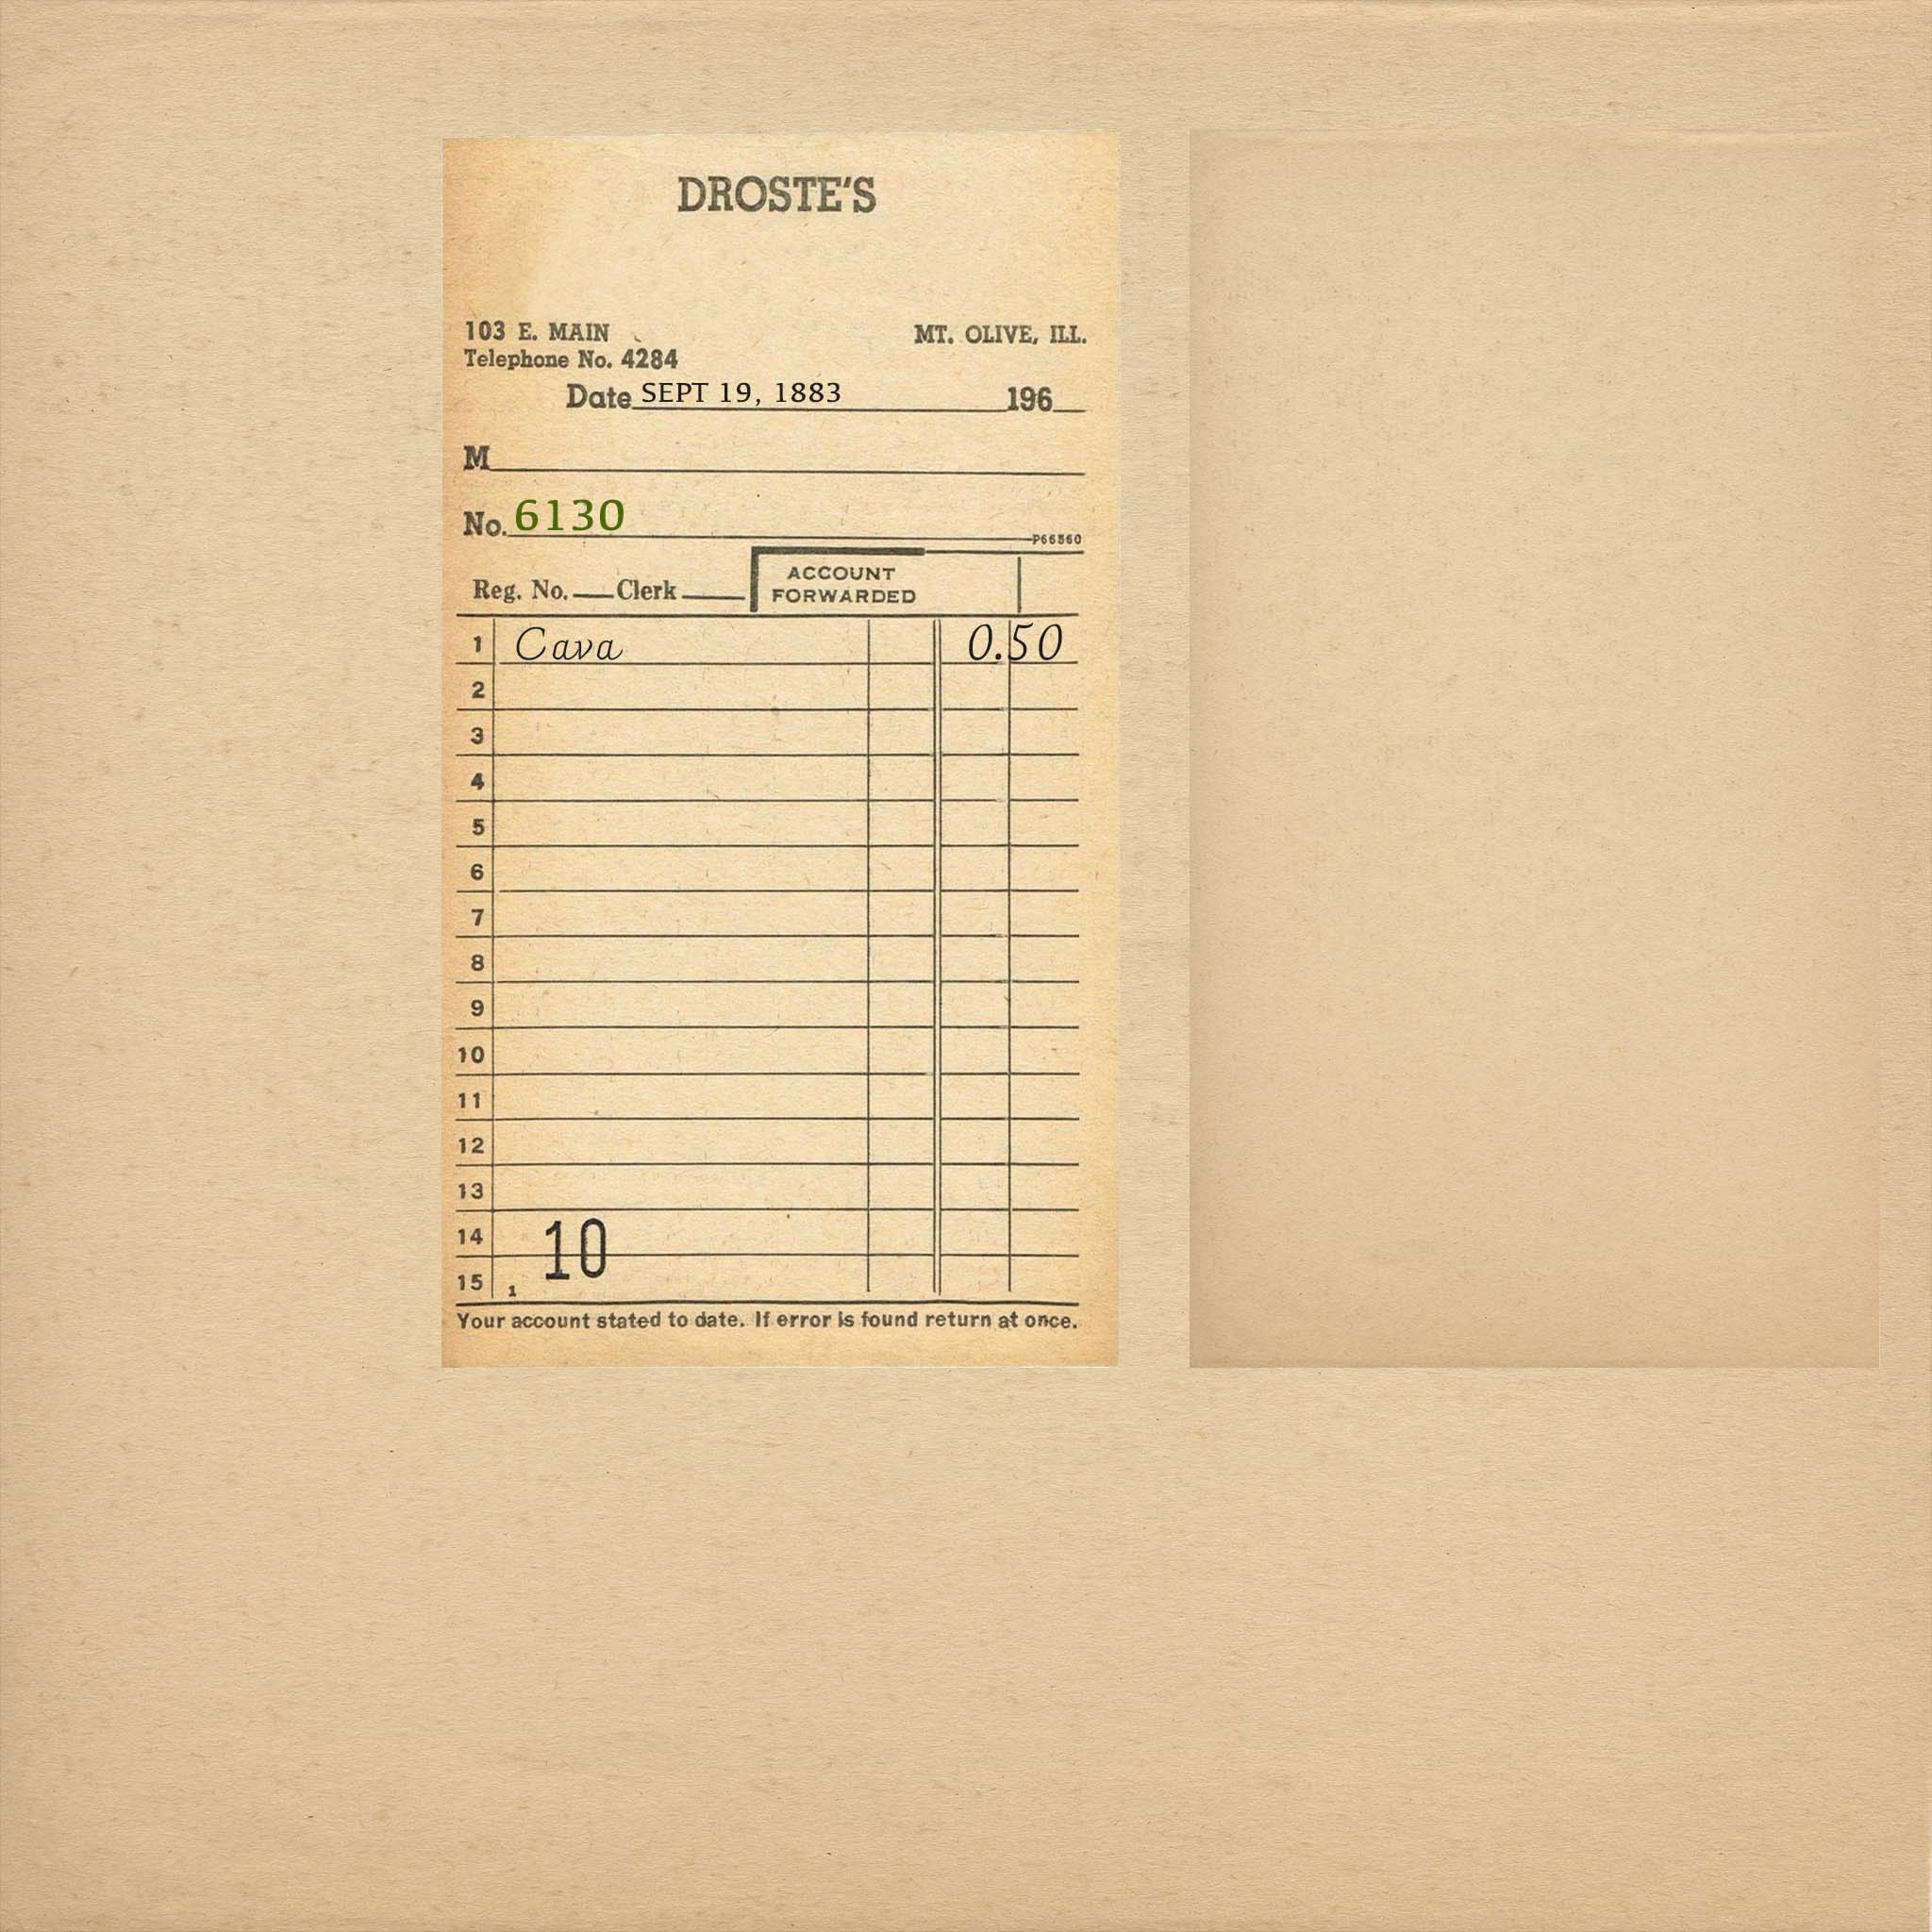 DROSTE'S
103 E. MAIN MT. OLIVE, ILL.
Telephone No. 4284
Date SEPT 19, 1883 196
M
No. 6130
P66560
Reg. No. Clerk ACCOUNT FORWARDED
1 Cava 0.50
2
3
4
5
6
7
8
9
10
11
12
13
14 10
15 1
Your account stated to date. If error is found return at once.